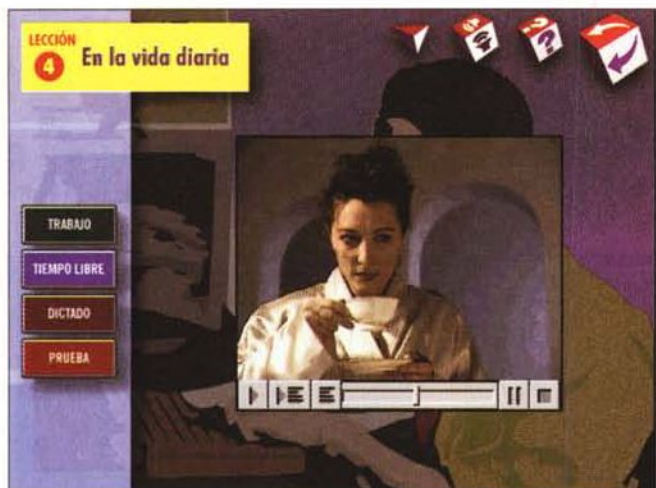 LECCIÓN
4 En la vida diaria
TRABAJO
TIEMPO LIBRE
DICTADO
PRUEBA